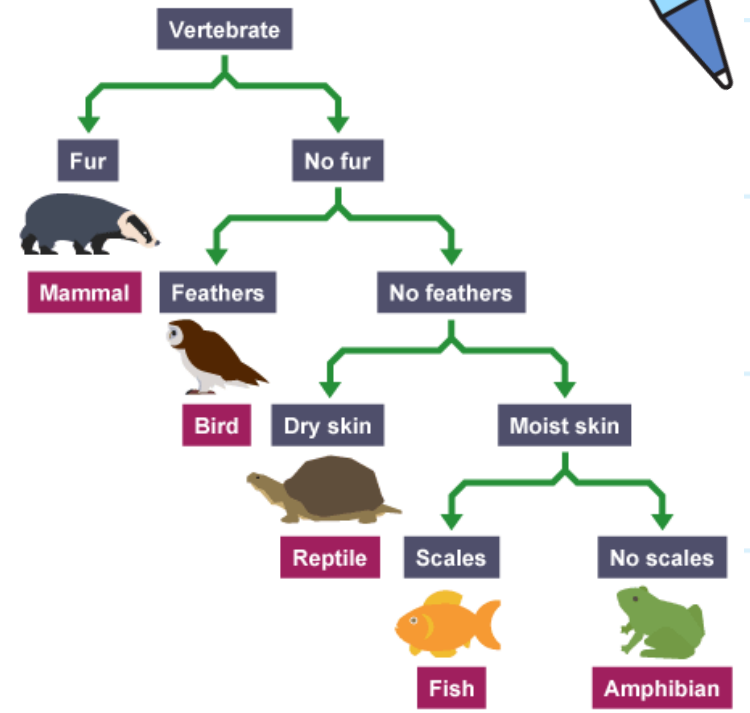 Vertebrate
Fur
No fur
Mammal
Feathers
No feathers
Bird
Dry skin
Moist skin
Reptile
Scales
No scales
Fish
Amphibian